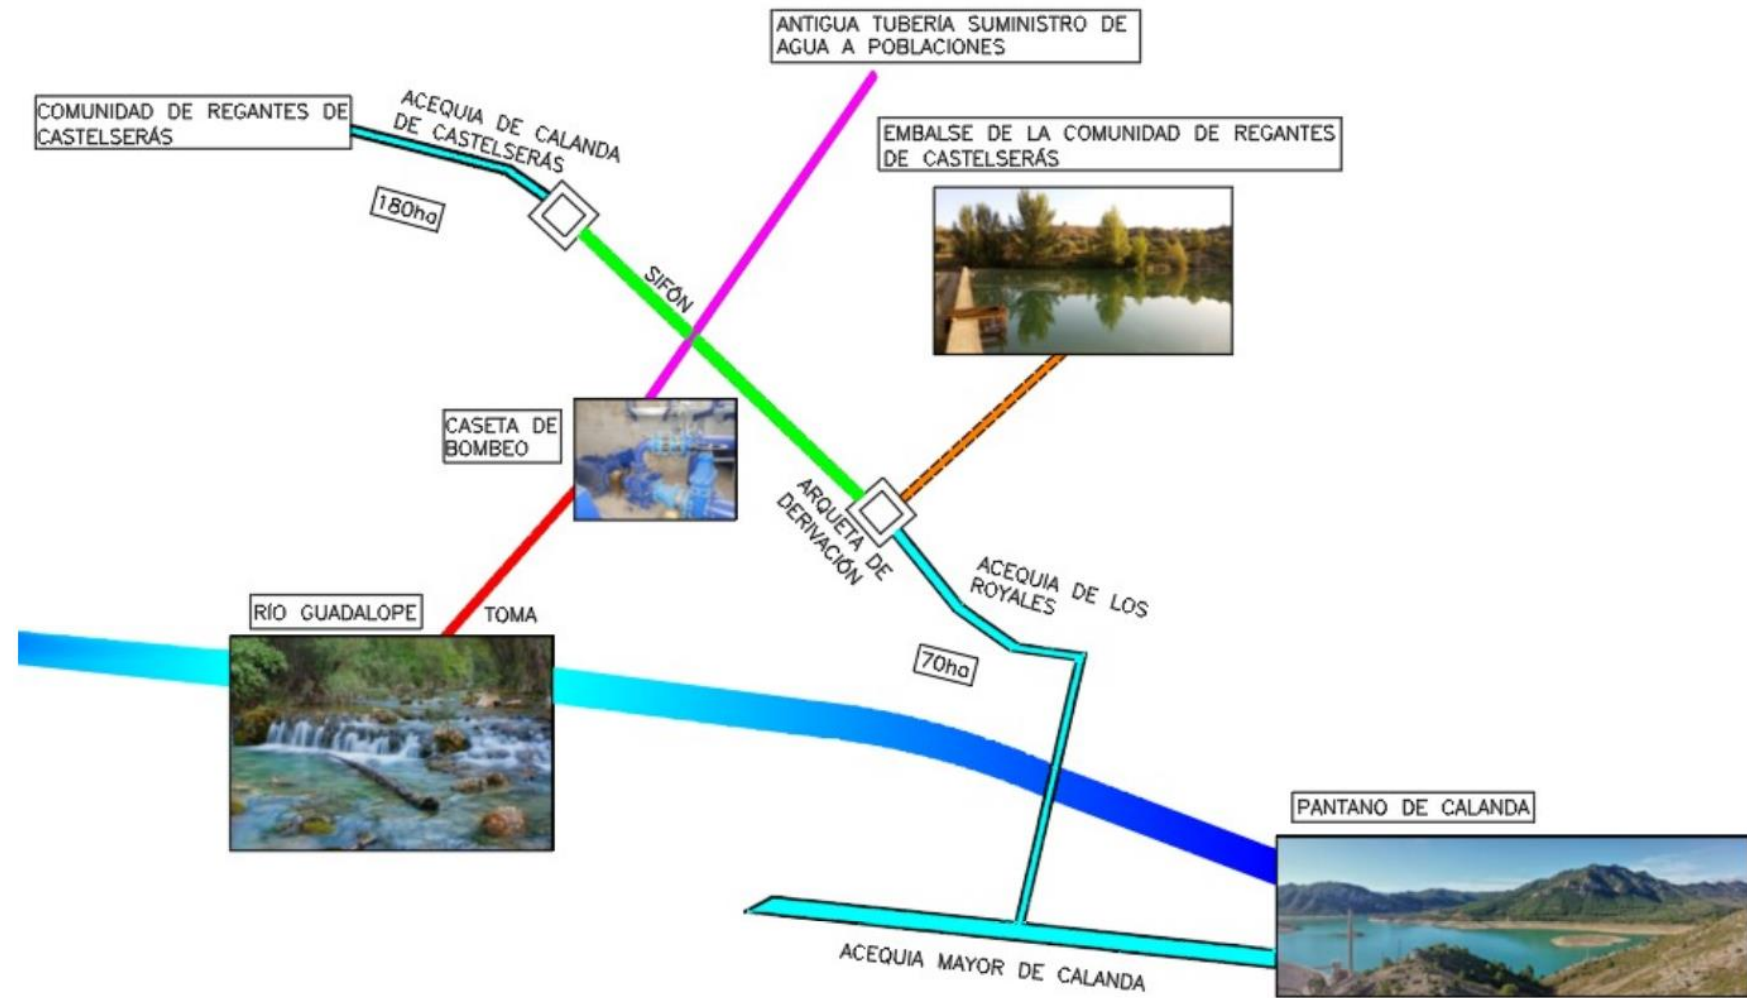 ANTIGUA TUBERÍA SUMINISTRO DE
AGUA A POBLACIONES
COMUNIDAD DE REGANTES DE
CASTELSERÁS
ACEQUIA DE CALANDA
DE CASTELSERÁS
EMBALSE DE LA COMUNIDAD DE REGANTES
DE CASTELSERÁS
180ha
SIFÓN
CASETA DE
BOMBEO
ARQUETA DE
DERIVACIÓN
ACEQUIA DE LOS
ROYALES
RÍO GUADALOPE
TOMA
70ha
PANTANO DE CALANDA
ACEQUIA MAYOR DE CALANDA